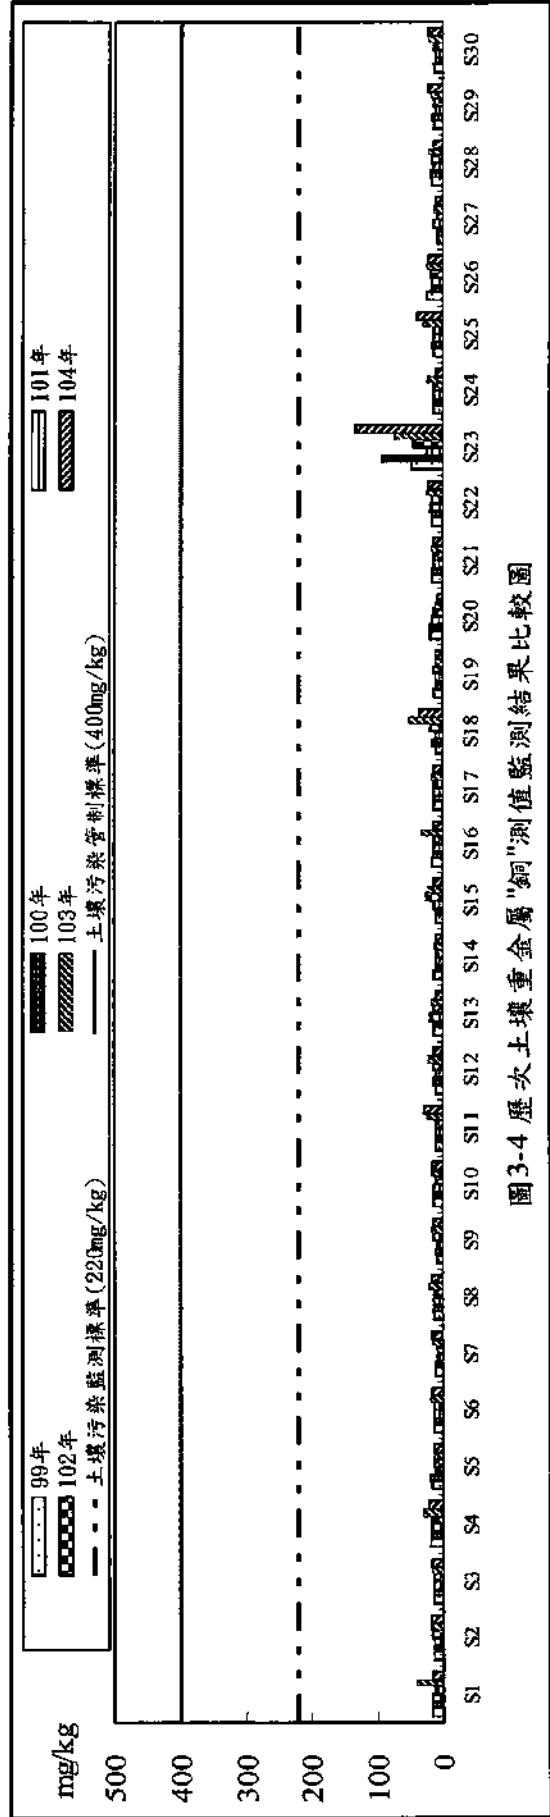 mg/kg
99年 100年 101年
102年 103年 104年
土壤污染監測標準(220mg/kg) 土壤污染管制標準(400mg/kg)
500
400
300
200
100
0
S1 S2 S3 S4 S5 S6 S7 S8 S9 S10 S11 S12 S13 S14 S15 S16 S17 S18 S19 S20 S21 S22 S23 S24 S25 S26 S27 S28 S29 S30
圖3-4 歷次土壤重金屬"銅"測值監測結果比較圖